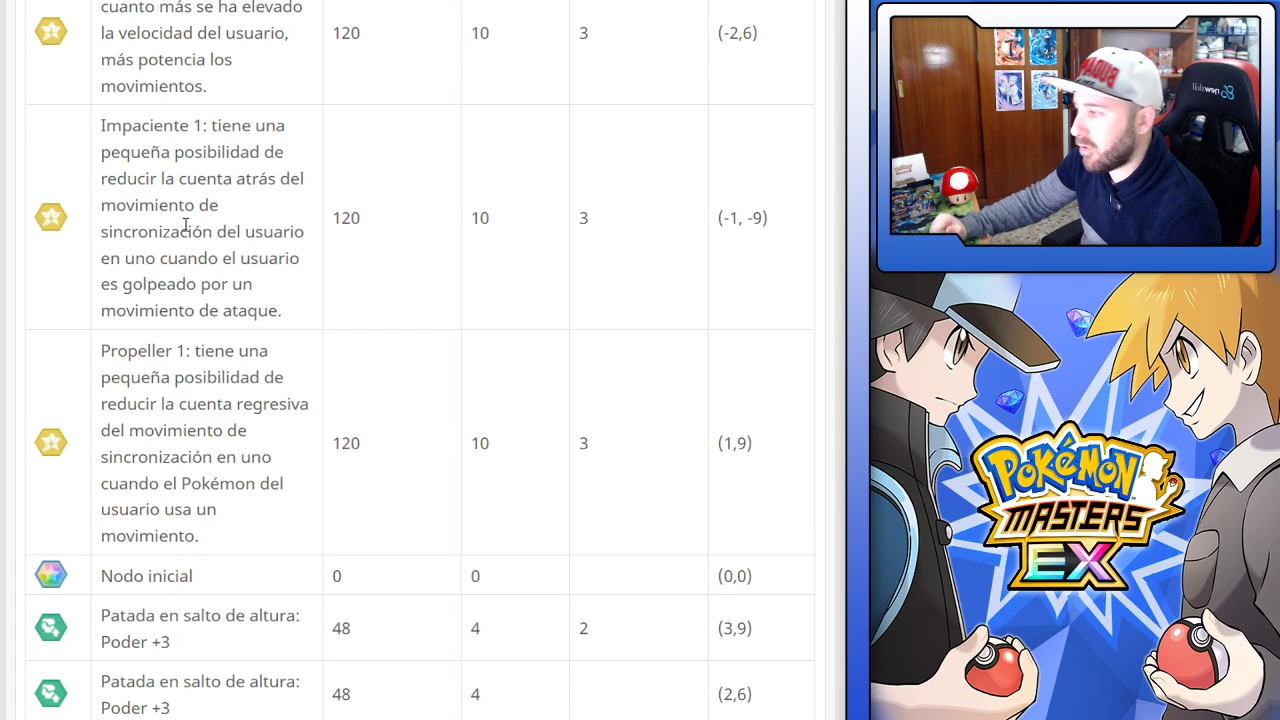 cuanto más se ha elevado
la velocidad del usuario,
más potencia los
movimientos.
120
10
3
(-2,6)
Impaciente 1: tiene una
pequeña posibilidad de
reducir la cuenta atrás del
movimiento de
sincronización del usuario
en uno cuando el usuario
es golpeado por un
movimiento de ataque.
120
10
3
(-1, -9)
Propeller 1: tiene una
pequeña posibilidad de
reducir la cuenta regresiva
del movimiento de
sincronización en uno
cuando el Pokémon del
usuario usa un
movimiento.
120
10
3
(1,9)
Nodo inicial
0
0
(0,0)
Patada en salto de altura:
Poder +3
48
4
2
(3,9)
Patada en salto de altura:
Poder +3
48
4
(2,6)
POKéMON
MASTERS
EX